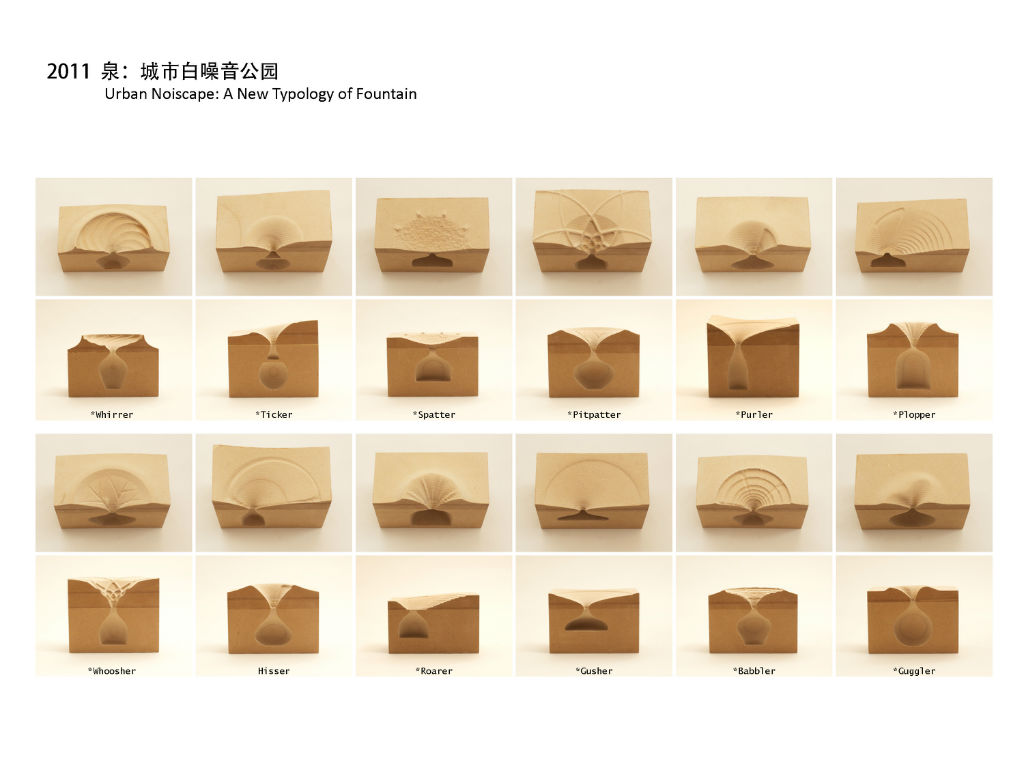 2011 泉：城市白噪音公园
Urban Noiscape: A New Typology of Fountain
*Whirrer
*Ticker
*Spatter
*Pitpatter
*Purler
*Plopper
*Whoosher
Hisser
*Roarer
*Gusher
*Babbler
*Guggler